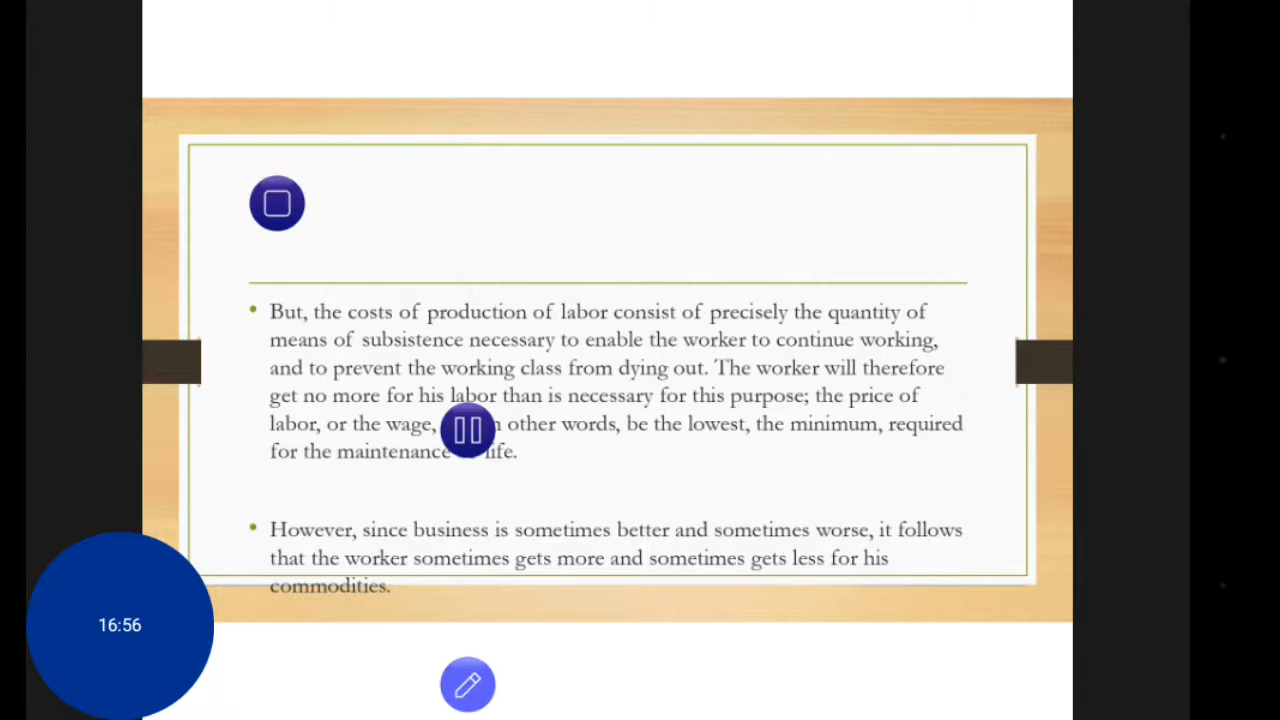 But, the costs of production of labor consist of precisely the quantity of
means of subsistence necessary to enable the worker to continue working,
and to prevent the working class from dying out. The worker will therefore
get no more for his labor than is necessary for this purpose; the price of
labor, or the wage, other words, be the lowest, the minimum, required
for the maintenance life.
However, since business is sometimes better and sometimes worse, it follows
that the worker sometimes gets more and sometimes gets less for his
commodities.
16:56